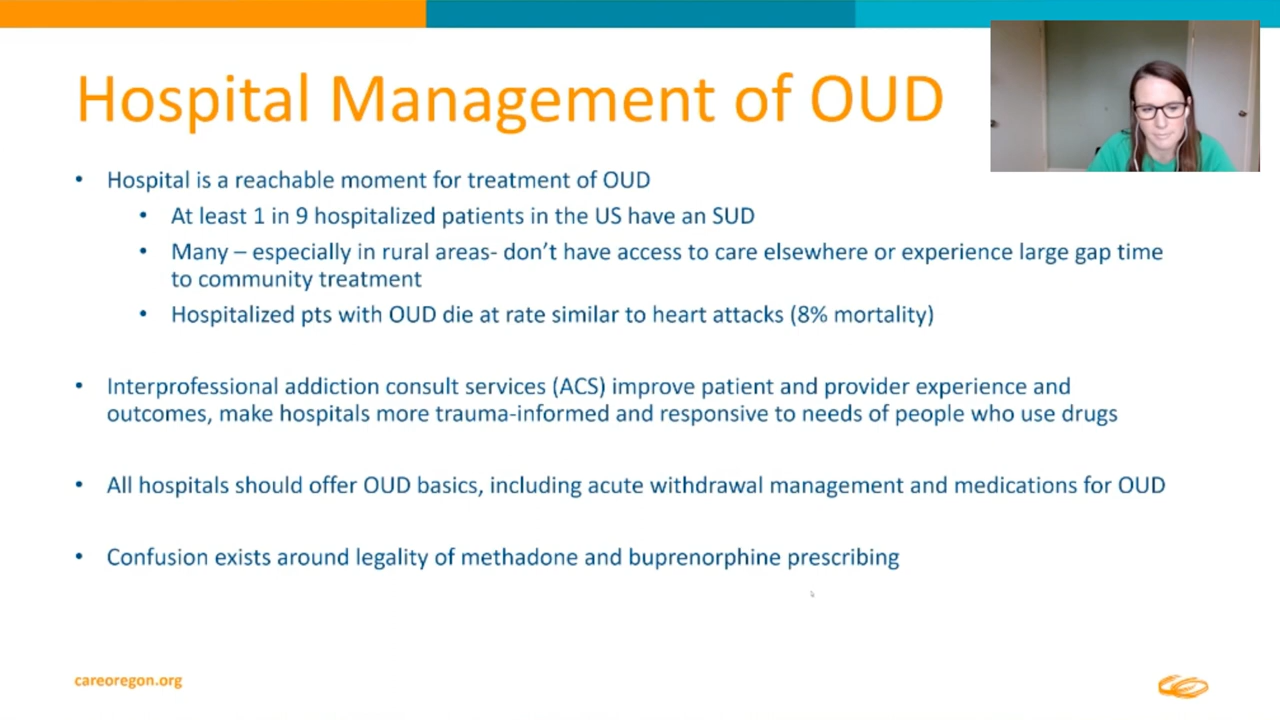 Hospital Management of OUD
• Hospital is a reachable moment for treatment of OUD
• At least 1 in 9 hospitalized patients in the US have an SUD
• Many – especially in rural areas- don't have access to care elsewhere or experience large gap time
to community treatment
• Hospitalized pts with OUD die at rate similar to heart attacks (8% mortality)
• Interprofessional addiction consult services (ACS) improve patient and provider experience and
outcomes, make hospitals more trauma-informed and responsive to needs of people who use drugs
• All hospitals should offer OUD basics, including acute withdrawal management and medications for OUD
• Confusion exists around legality of methadone and buprenorphine prescribing
careoregon.org